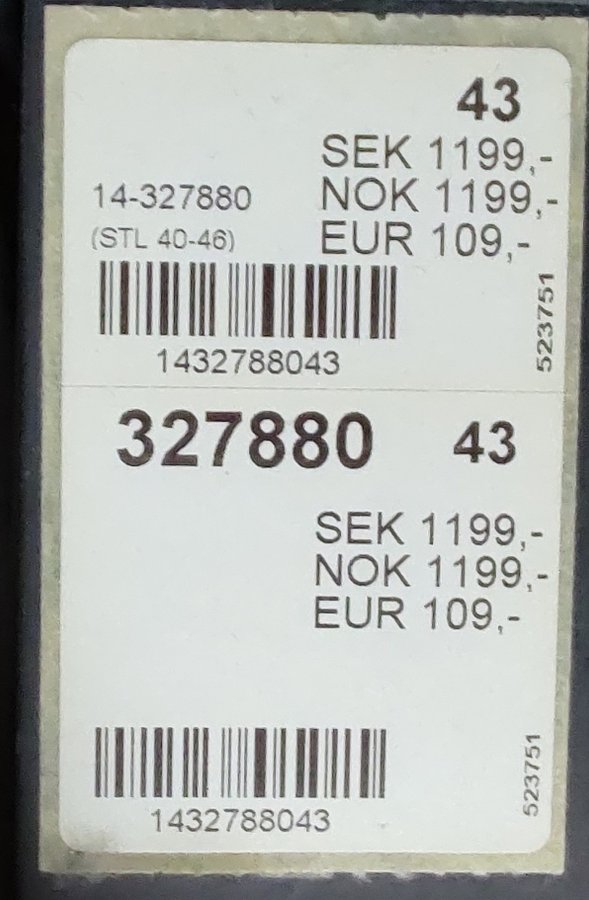 43
SEK 1199,-
14-327880 NOK 1199,-
(STL 40-46) EUR 109,-
523751
1432788043
327880 43
SEK 1199,-
NOK 1199,-
EUR 109,-
523751
1432788043